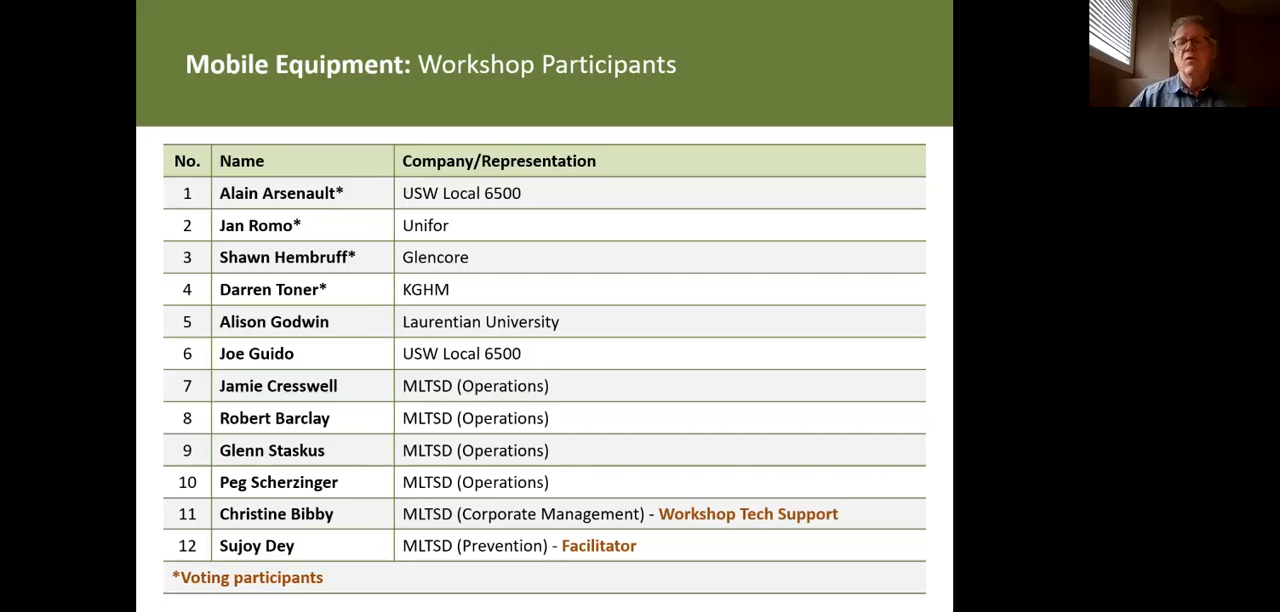 Mobile Equipment: Workshop Participants
No. Name Company/Representation
1 Alain Arsenault* USW Local 6500
2 Jan Romo* Unifor
3 Shawn Hembruff* Glencore
4 Darren Toner* KGHM
5 Alison Godwin Laurentian University
6 Joe Guido USW Local 6500
7 Jamie Cresswell MLTSD (Operations)
8 Robert Barclay MLTSD (Operations)
9 Glenn Staskus MLTSD (Operations)
10 Peg Scherzinger MLTSD (Operations)
11 Christine Bibby MLTSD (Corporate Management) - Workshop Tech Support
12 Sujoy Dey MLTSD (Prevention) - Facilitator
*Voting participants